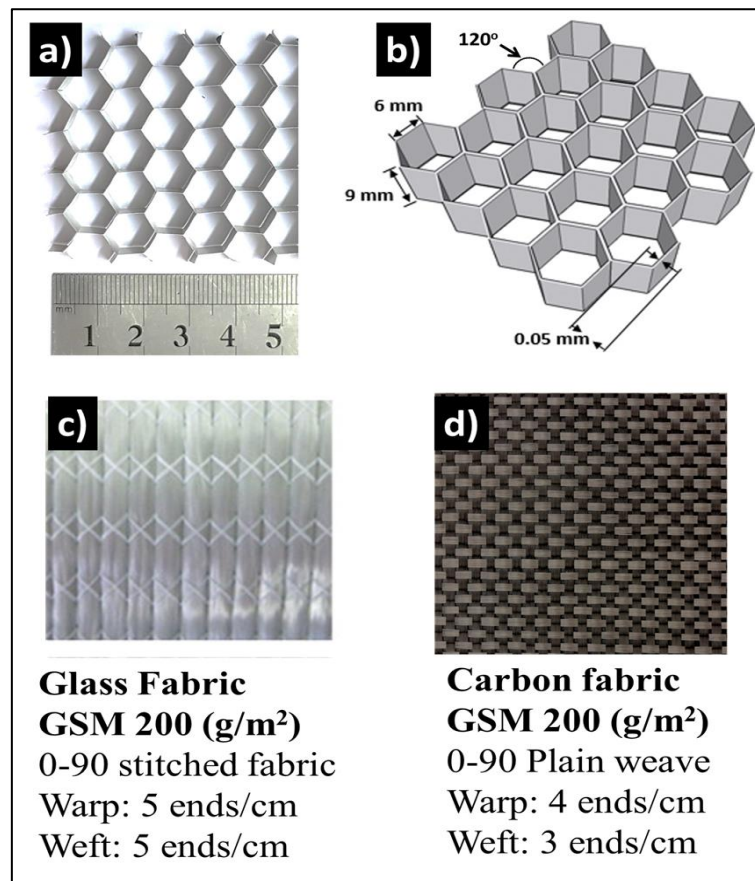 a)
mm
1 2 3 4 5
b)
120°
6 mm
9 mm
0.05 mm
c)
Glass Fabric
GSM 200 (g/m²)
0-90 stitched fabric
Warp: 5 ends/cm
Weft: 5 ends/cm
d)
Carbon fabric
GSM 200 (g/m²)
0-90 Plain weave
Warp: 4 ends/cm
Weft: 3 ends/cm